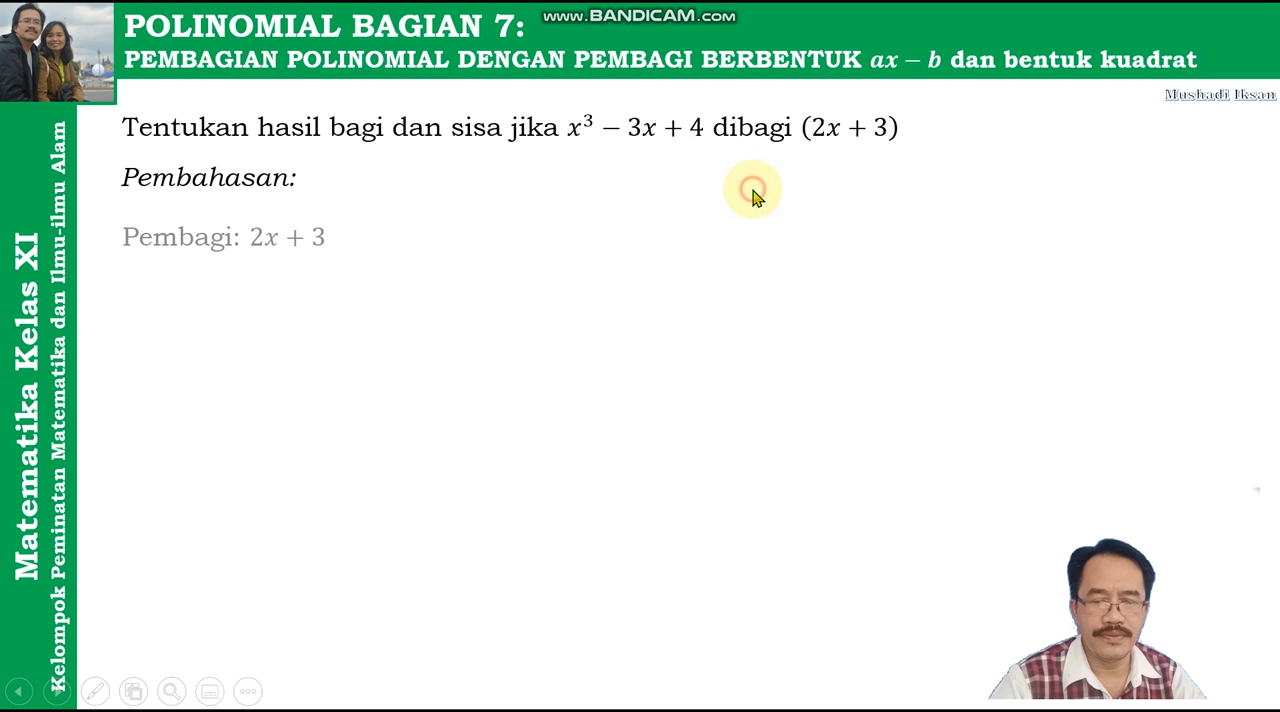 www.BANDICAM.com
POLINOMIAL BAGIAN 7:
PEMBAGIAN POLINOMIAL DENGAN PEMBAGI BERBENTUK ax − b dan bentuk kuadrat
Mushadi Iksan
Tentukan hasil bagi dan sisa jika x³ − 3x + 4 dibagi (2x + 3)
Pembahasan:
Pembagi: 2x + 3
Matematika Kelas XI
Kelompok Peminatan Matematika dan Ilmu-ilmu Alam